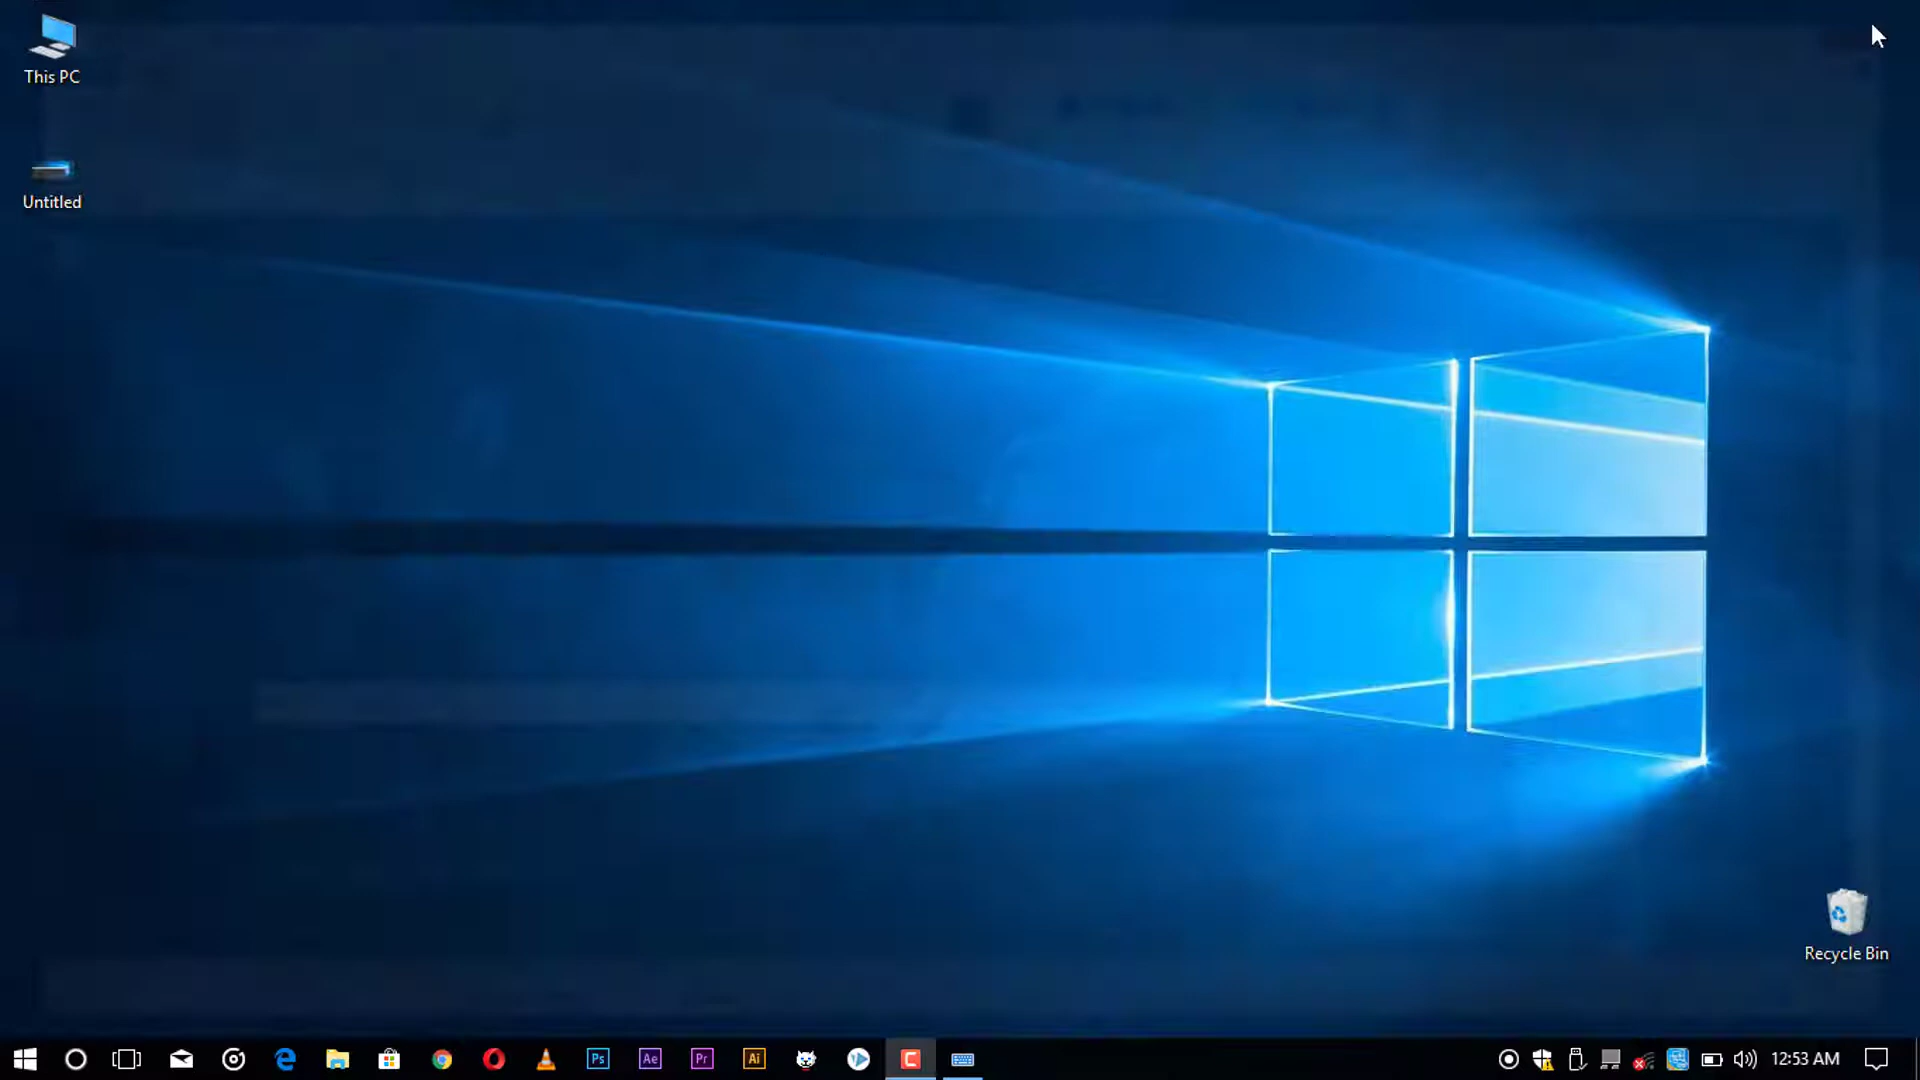 This PC
Untitled
Recycle Bin
Ps
Ae
Pr
Ai
C
12:53 AM